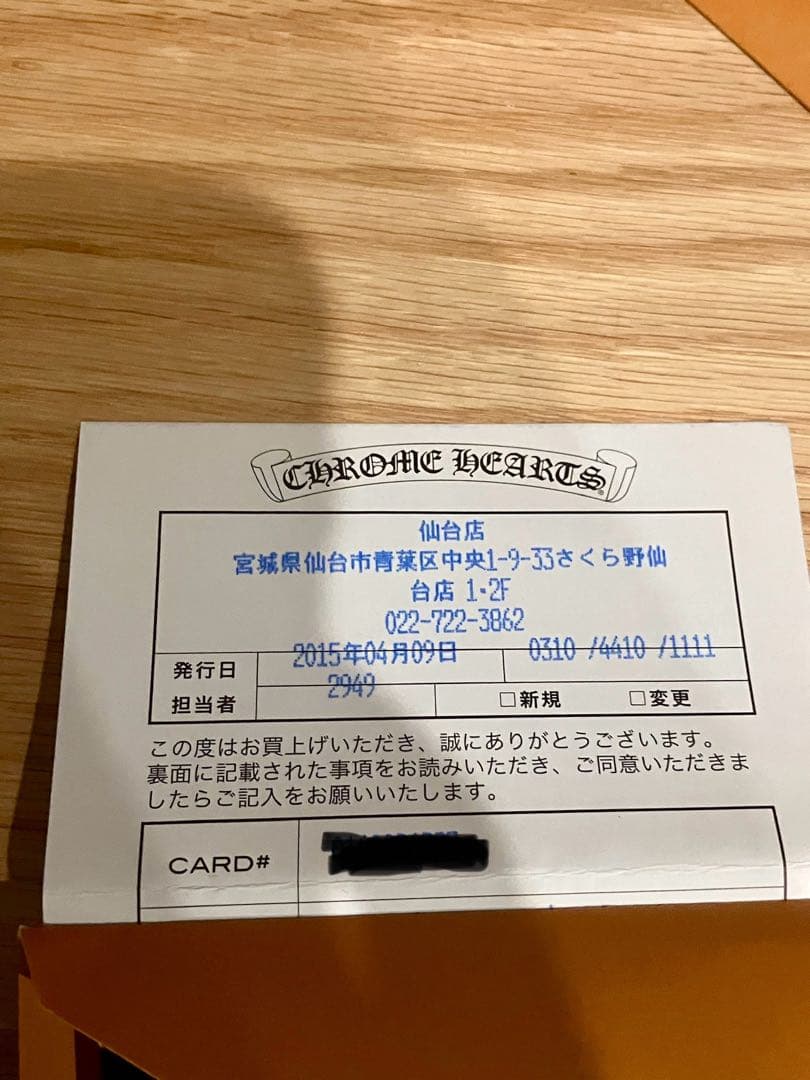 CHROME HEARTS®
仙台店
宮城県仙台市青葉区中央1-9-33さくら野仙
台店 1・2F
022-722-3862
発行日 2015年04月09日 0310 /4410 /1111
担当者 2949 □新規 □変更
この度はお買上げいただき、誠にありがとうございます。
裏面に記載された事項をお読みいただき、ご同意いただきま
したらご記入をお願いいたします。
CARD#